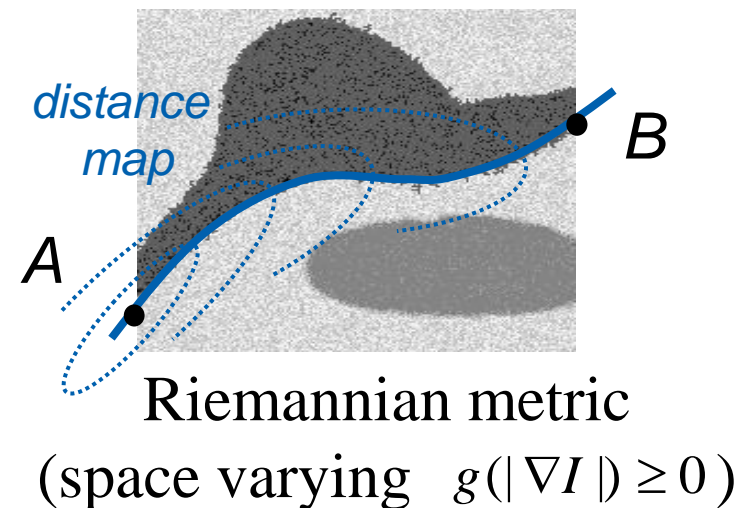 distance
map
A
B
Riemannian metric
(space varying g(|∇I|) ≥ 0)